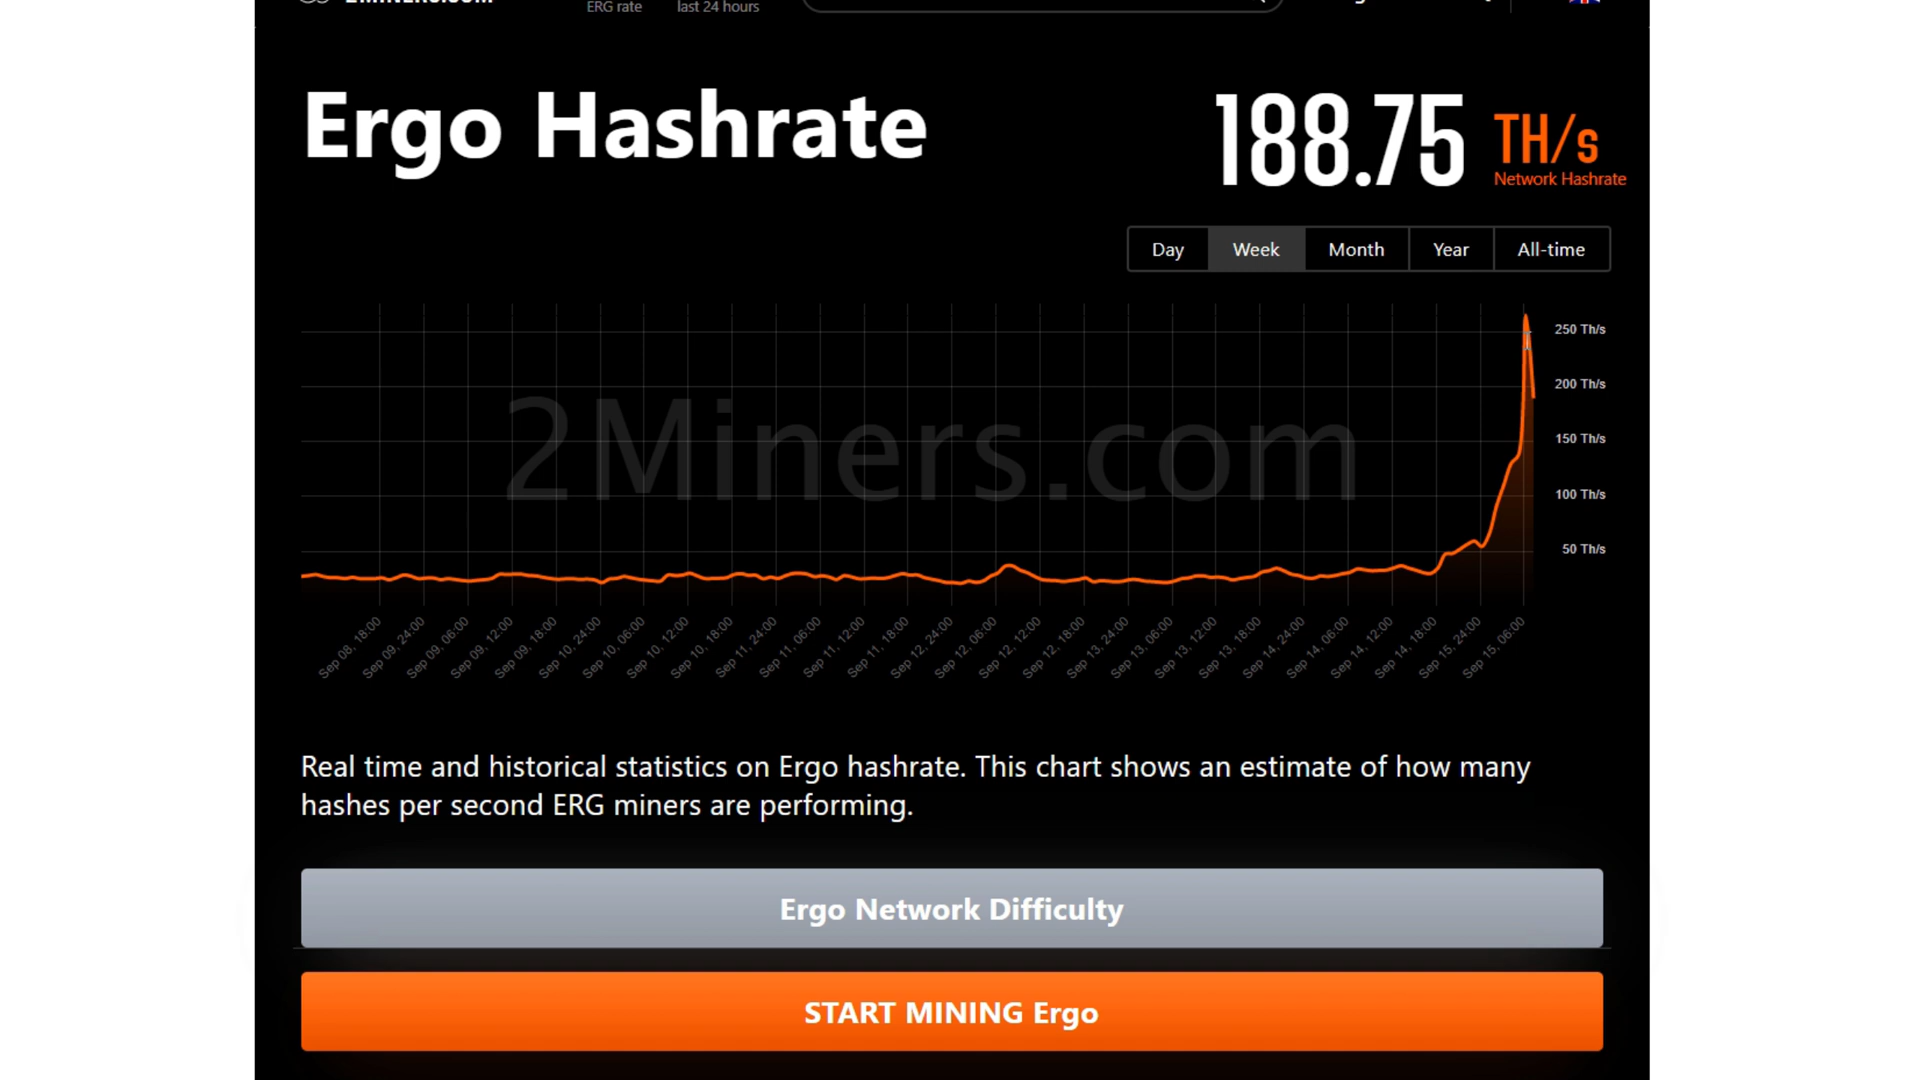 ERG rate last 24 hours
Ergo Hashrate
188.75 TH/s
Network Hashrate
Day Week Month Year All-time
250 Th/s
200 Th/s
150 Th/s
100 Th/s
50 Th/s
2Miners.com
Sep 08, 18:00
Sep 09, 24:00
Sep 09, 06:00
Sep 09, 12:00
Sep 09, 18:00
Sep 10, 24:00
Sep 10, 06:00
Sep 10, 12:00
Sep 10, 18:00
Sep 11, 24:00
Sep 11, 06:00
Sep 11, 12:00
Sep 11, 18:00
Sep 12, 24:00
Sep 12, 06:00
Sep 12, 12:00
Sep 12, 18:00
Sep 13, 24:00
Sep 13, 06:00
Sep 13, 12:00
Sep 13, 18:00
Sep 14, 24:00
Sep 14, 06:00
Sep 14, 12:00
Sep 14, 18:00
Sep 15, 24:00
Sep 15, 06:00
Real time and historical statistics on Ergo hashrate. This chart shows an estimate of how many
hashes per second ERG miners are performing.
Ergo Network Difficulty
START MINING Ergo